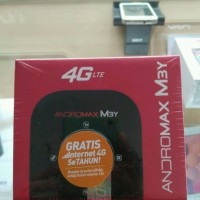 4G LTE
ANDROMAX M3Y
ANDROMAX M3Y
GRATIS
Internet 4G
SeTAHUN!